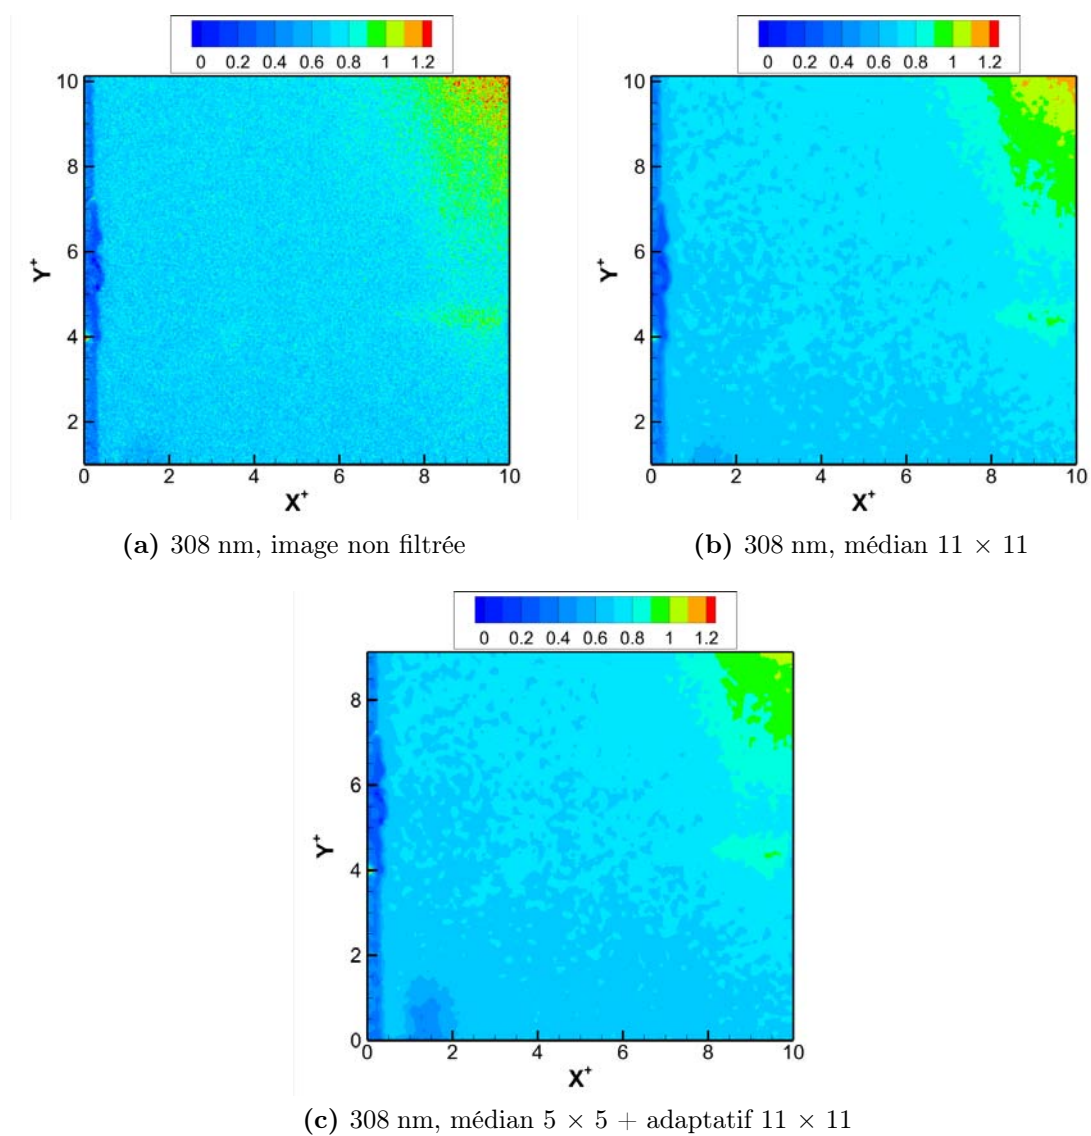 0 0.2 0.4 0.6 0.8 1 1.2
10
8
6
4
2
Y+
0 2 4 6 8 10
X+
(a) 308 nm, image non filtrée
0 0.2 0.4 0.6 0.8 1 1.2
10
8
6
4
2
Y+
0 2 4 6 8 10
X+
(b) 308 nm, médian 11 × 11
0 0.2 0.4 0.6 0.8 1 1.2
8
6
4
2
0
Y+
0 2 4 6 8 10
X+
(c) 308 nm, médian 5 × 5 + adaptatif 11 × 11